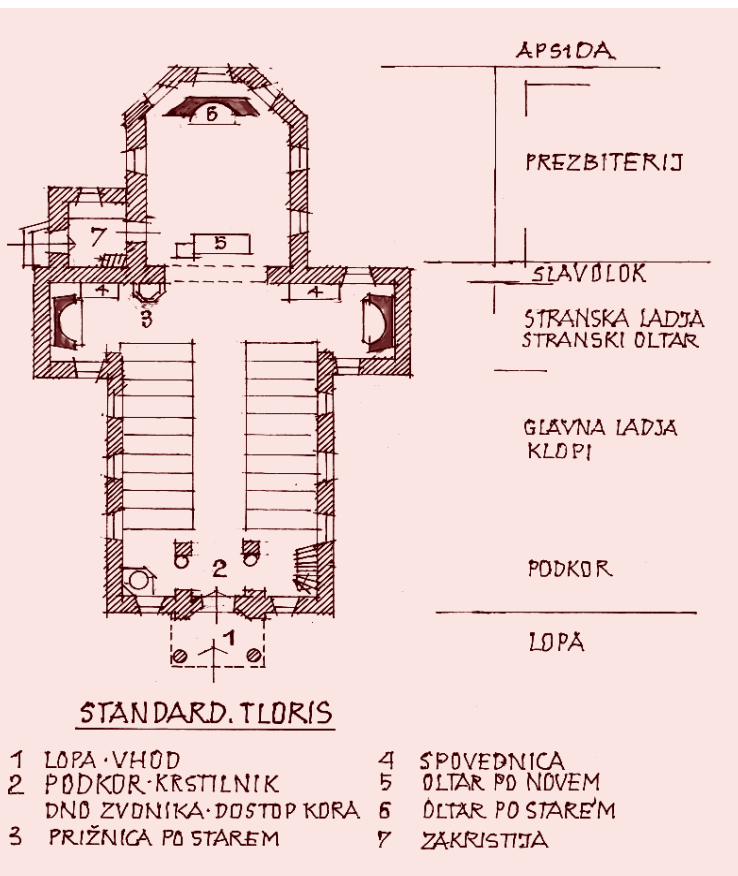 APSIDA
6
PREZBITERIJ
7
5
SLAVOLOK
4
4
3
STRANSKA LADJA
STRANSKI OLTAR
GLAVNA LADJA
KLOPI
2
PODKOR
1
LOPA
STANDARD. TLORIS
1 LOPA·VHOD
2 PODKOR·KRSTILNIK
DNO ZVONIKA·DOSTOP KORA
3 PRIŽNICA PO STAREM
4 SPOVEDNICA
5 OLTAR PO NOVEM
6 OLTAR PO STAREM
7 ZAKRISTIJA